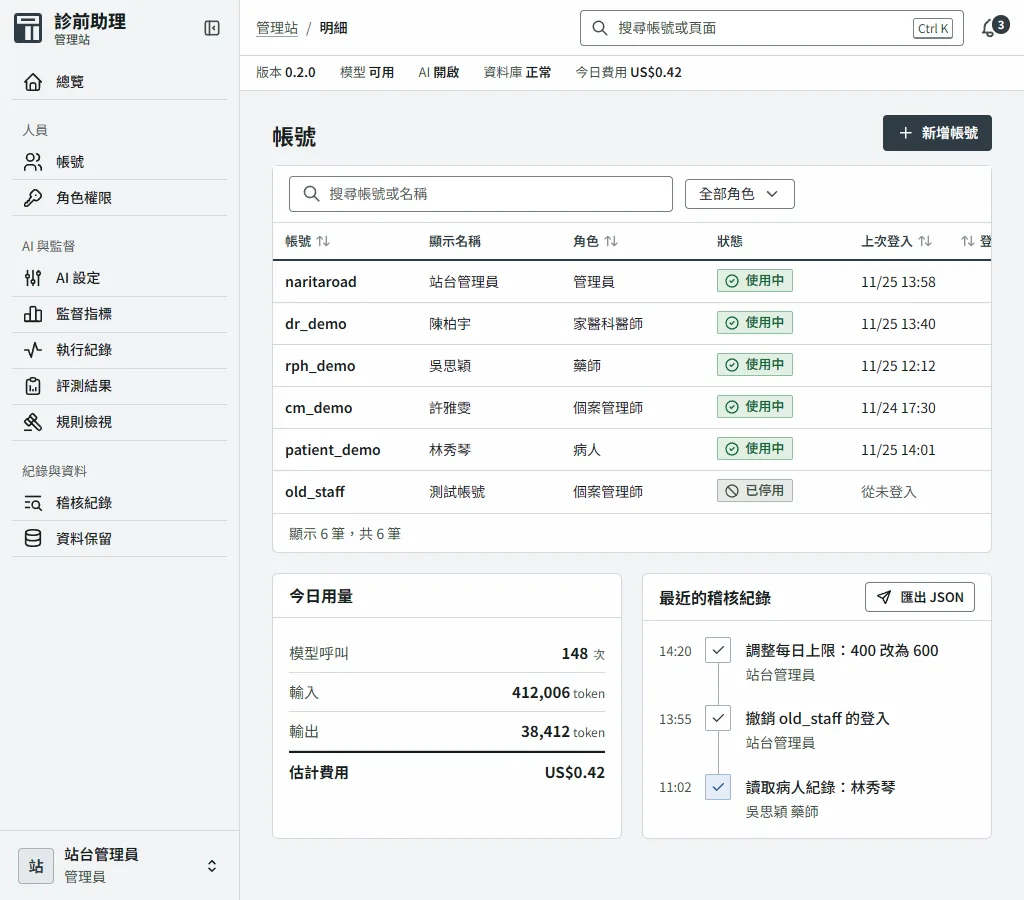 診前助理
管理站
總覽
人員
帳號
角色權限
AI 與監督
AI 設定
監督指標
執行紀錄
評測結果
規則檢視
紀錄與資料
稽核紀錄
資料保留
站
站台管理員
管理員
管理站 / 明細
搜尋帳號或頁面 Ctrl K
3
版本 0.2.0 模型 可用 AI 開啟 資料庫 正常 今日費用 US$0.42
帳號
新增帳號
搜尋帳號或名稱 全部角色
帳號 顯示名稱 角色 狀態 上次登入 登
naritaroad 站台管理員 管理員 使用中 11/25 13:58
dr_demo 陳柏宇 家醫科醫師 使用中 11/25 13:40
rph_demo 吳思穎 藥師 使用中 11/25 12:12
cm_demo 許雅雯 個案管理師 使用中 11/24 17:30
patient_demo 林秀琴 病人 使用中 11/25 14:01
old_staff 測試帳號 個案管理師 已停用 從未登入
顯示 6 筆，共 6 筆
今日用量
模型呼叫 148 次
輸入 412,006 token
輸出 38,412 token
估計費用 US$0.42
最近的稽核紀錄 匯出 JSON
14:20 調整每日上限：400 改為 600
站台管理員
13:55 撤銷 old_staff 的登入
站台管理員
11:02 讀取病人紀錄：林秀琴
吳思穎 藥師